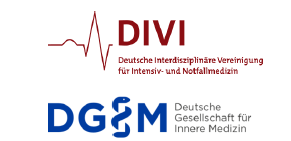 DIVI
Deutsche Interdisziplinäre Vereinigung
für Intensiv- und Notfallmedizin
DGIM
Deutsche
Gesellschaft für
Innere Medizin